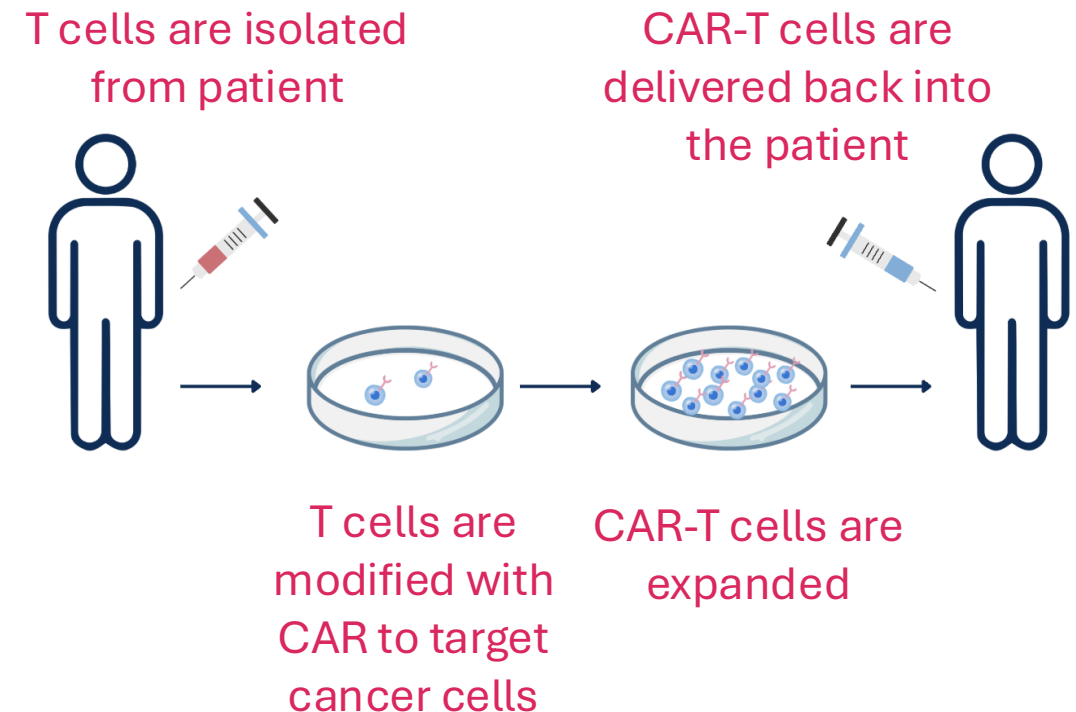 T cells are isolated
from patient
CAR-T cells are
delivered back into
the patient
T cells are
modified with
CAR to target
cancer cells
CAR-T cells are
expanded